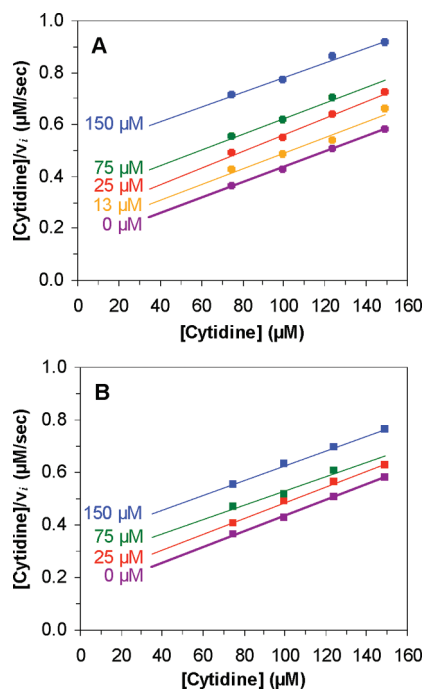 A
[Cytidine]/vᵢ (µM/sec)
1.0
0.8
0.6
0.4
0.2
0.0
150 µM
75 µM
25 µM
13 µM
0 µM
0 20 40 60 80 100 120 140 160
[Cytidine] (µM)
B
[Cytidine]/vᵢ (µM/sec)
1.0
0.8
0.6
0.4
0.2
0
150 µM
75 µM
25 µM
0 µM
0 20 40 60 80 100 120 140 160
[Cytidine] (µM)